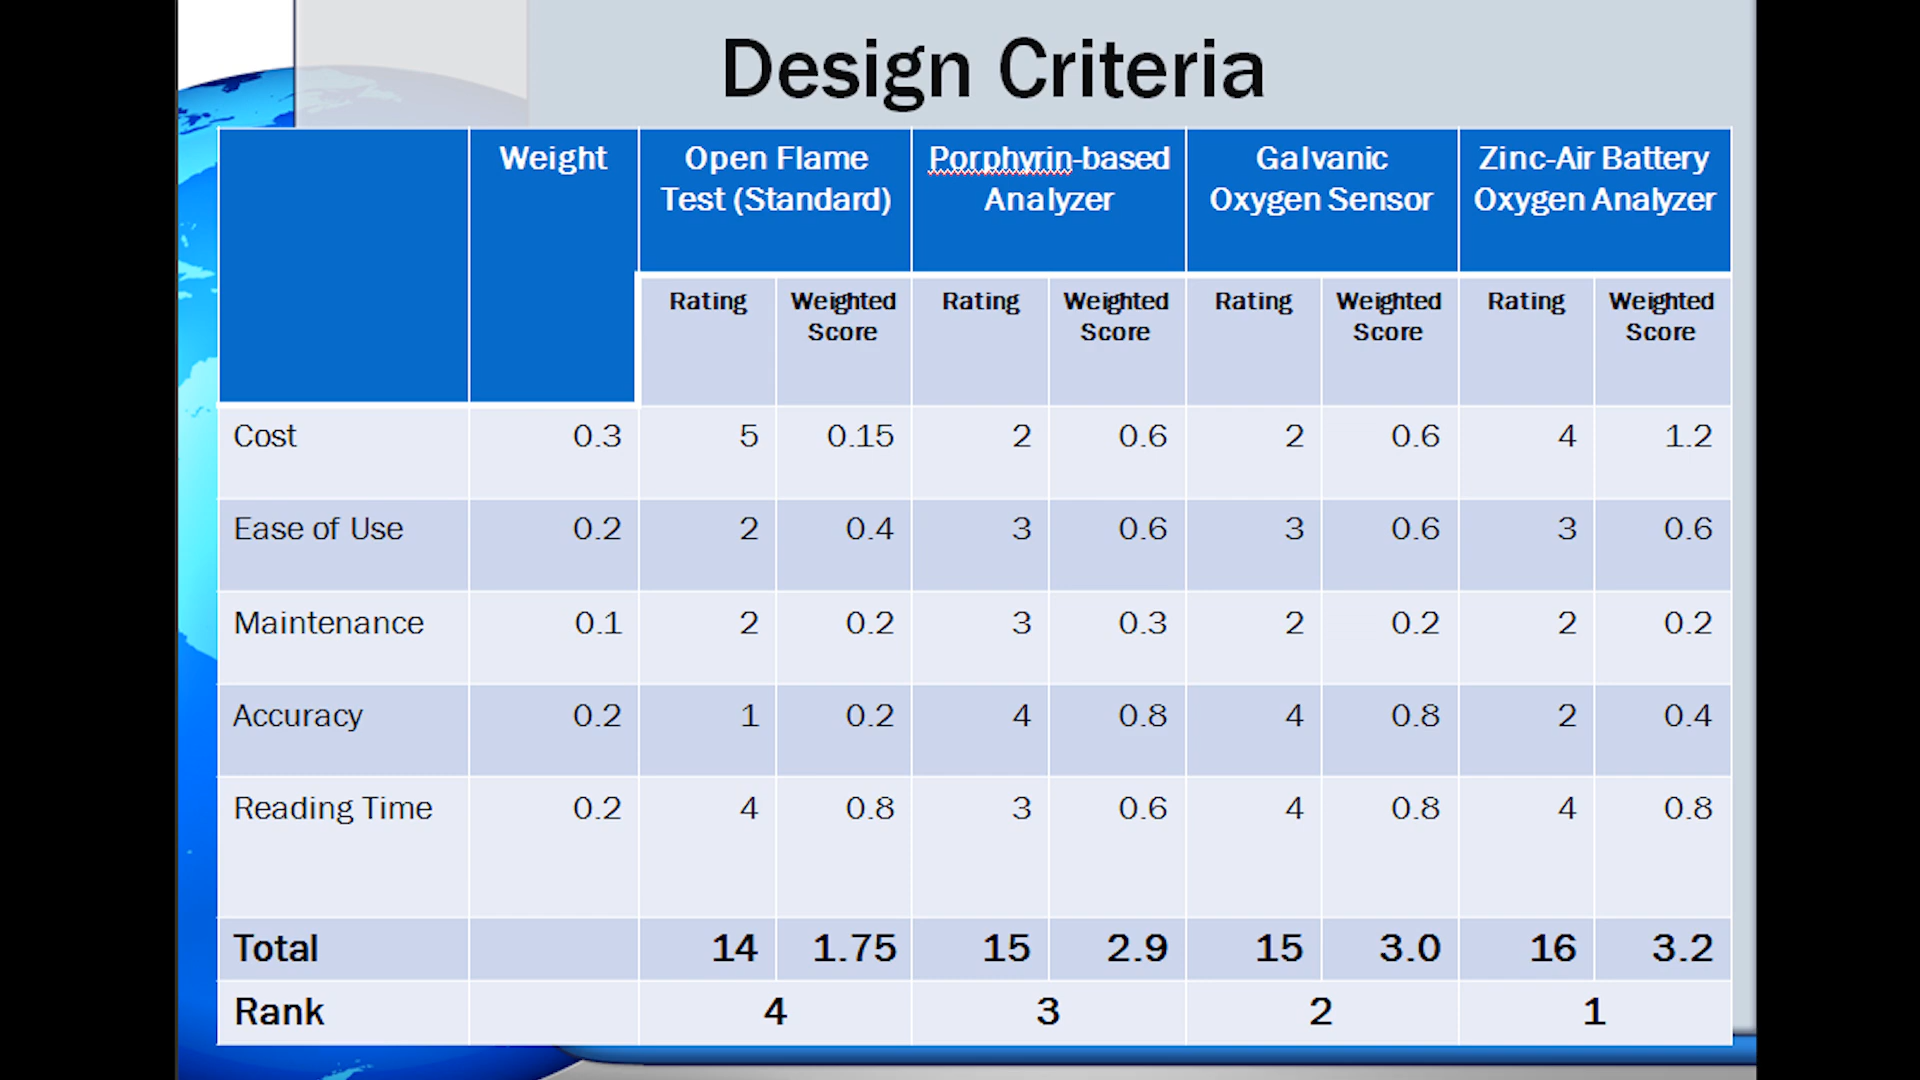 Design Criteria
Weight Open Flame Porphyrin-based Galvanic Zinc-Air Battery
Test (Standard) Analyzer Oxygen Sensor Oxygen Analyzer
Rating Weighted Rating Weighted Rating Weighted Rating Weighted
Score Score Score Score
Cost 0.3 5 0.15 2 0.6 2 0.6 4 1.2
Ease of Use 0.2 2 0.4 3 0.6 3 0.6 3 0.6
Maintenance 0.1 2 0.2 3 0.3 2 0.2 2 0.2
Accuracy 0.2 1 0.2 4 0.8 4 0.8 2 0.4
Reading Time 0.2 4 0.8 3 0.6 4 0.8 4 0.8
Total 14 1.75 15 2.9 15 3.0 16 3.2
Rank 4 3 2 1